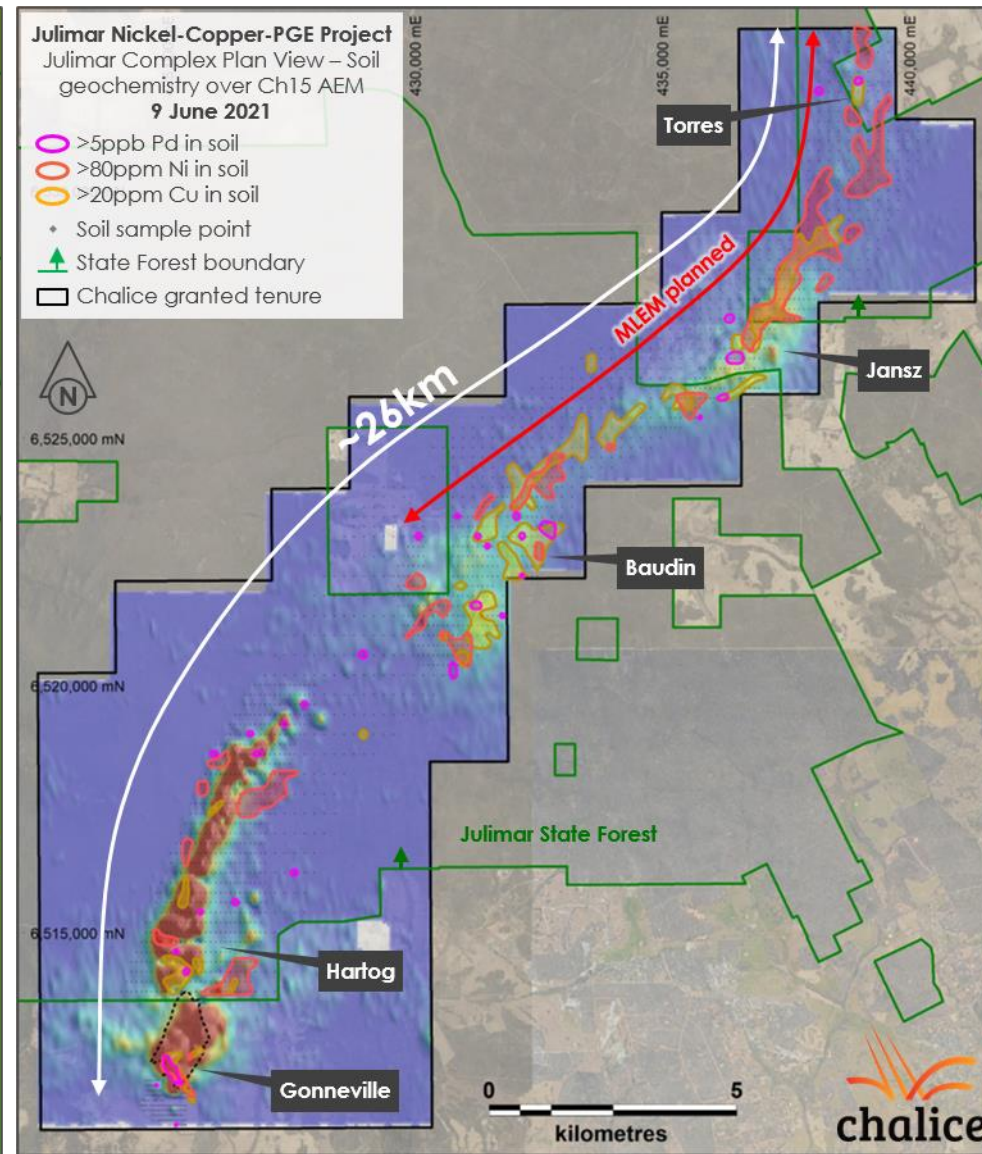 Julimar Nickel-Copper-PGE Project
Julimar Complex Plan View – Soil
geochemistry over Ch15 AEM
9 June 2021
>5ppb Pd in soil
>80ppm Ni in soil
>20ppm Cu in soil
Soil sample point
State Forest boundary
Chalice granted tenure
430,000 mE
435,000 mE
440,000 mE
Torres
MLEM planned
Jansz
~26km
N
6,525,000 mN
Baudin
6,520,000 mN
Julimar State Forest
6,515,000 mN
Hartog
Gonneville
0 5
kilometres
chalice